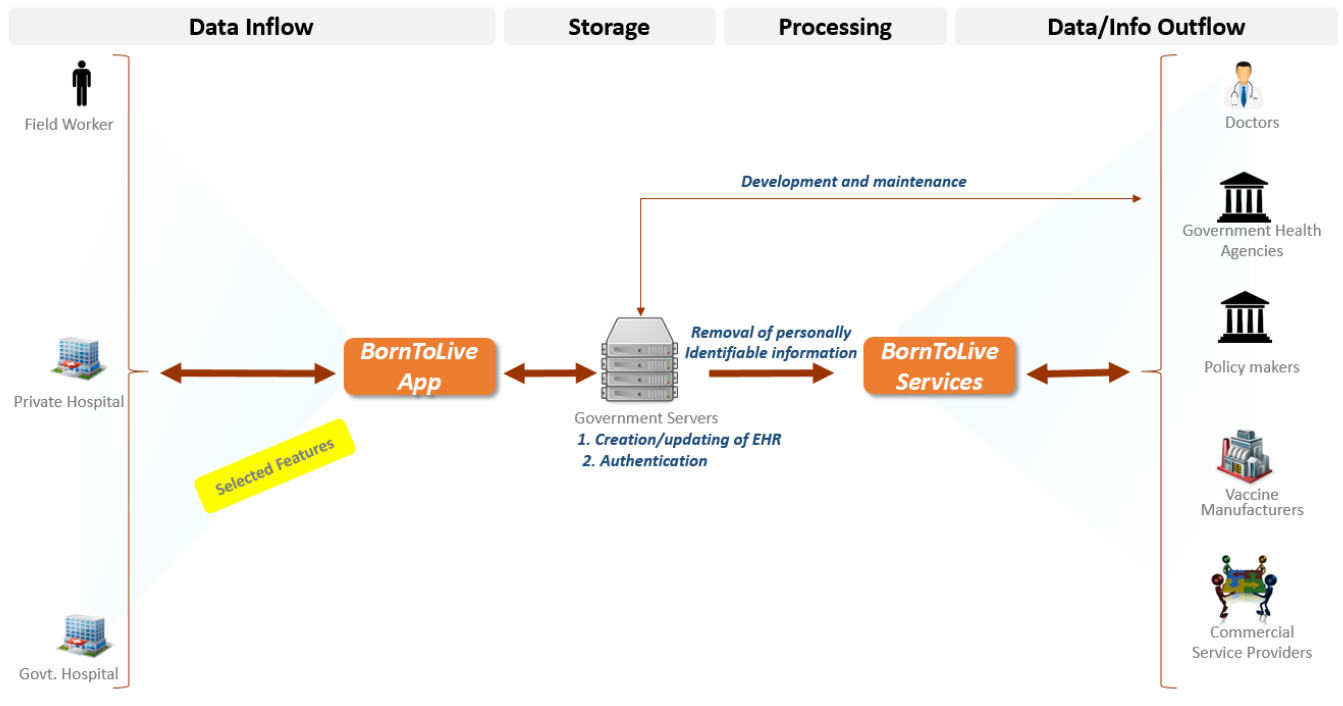 Data Inflow
Storage
Processing
Data/Info Outflow
Field Worker
Private Hospital
Govt. Hospital
BornToLive
App
Selected Features
Government Servers
1. Creation/updating of EHR
2. Authentication
Development and maintenance
Removal of personally
Identifiable information
BornToLive
Services
Doctors
Government Health
Agencies
Policy makers
Vaccine
Manufacturers
Commercial
Service Providers